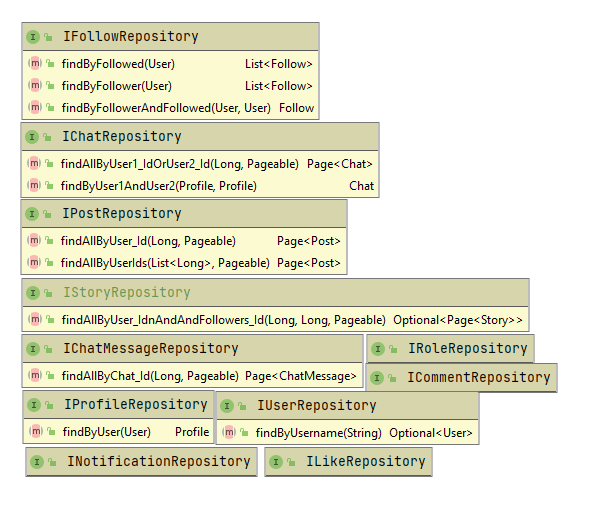 IFollowRepository
findByFollowed(User) List<Follow>
findByFollower(User) List<Follow>
findByFollowerAndFollowed(User, User) Follow
IChatRepository
findAllByUser1_IdOrUser2_Id(Long, Pageable) Page<Chat>
findByUser1AndUser2(Profile, Profile) Chat
IPostRepository
findAllByUser_Id(Long, Pageable) Page<Post>
findAllByUserIds(List<Long>, Pageable) Page<Post>
IStoryRepository
findAllByUser_IdnAndAndFollowers_Id(Long, Long, Pageable) Optional<Page<Story>>
IChatMessageRepository
findAllByChat_Id(Long, Pageable) Page<ChatMessage>
IRoleRepository
ICommentRepository
IProfileRepository
findByUser(User) Profile
IUserRepository
findByUsername(String) Optional<User>
INotificationRepository
ILikeRepository